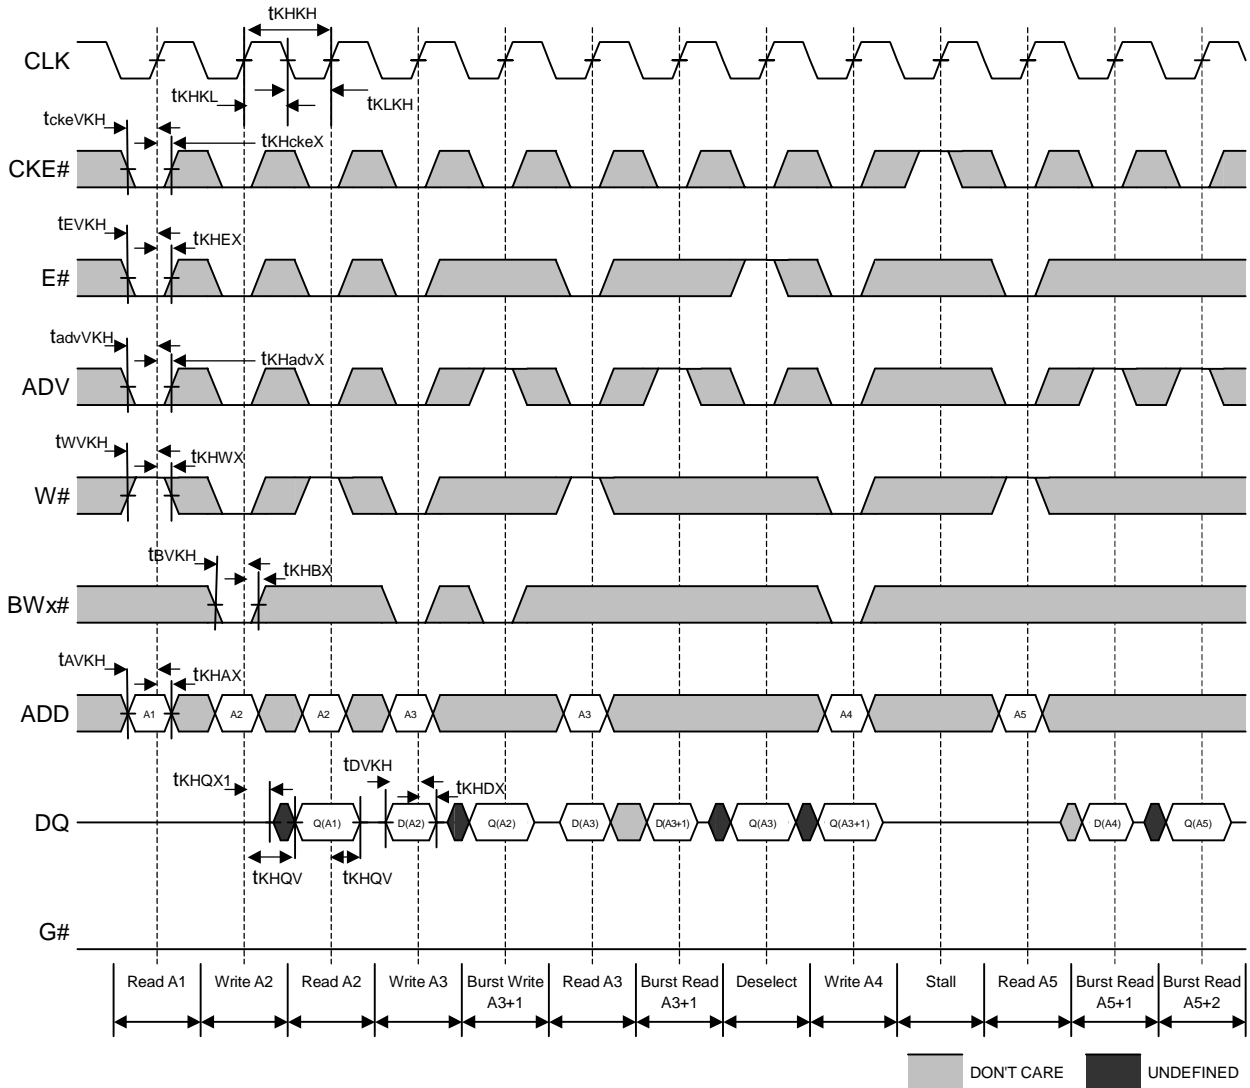 tKHKH
CLK
tKHKL
tKLKH
tckeVKH
tKHckeX
CKE#
tEVKH
tKHEX
E#
tadvVKH
tKHadvX
ADV
tWVKH
tKHWX
W#
tBVKH
tKHBX
BWx#
tAVKH
tKHAX
ADD
A1
A2
A2
A3
A3
A4
A5
tKHQX1
tDVKH
tKHDX
DQ
Q(A1)
D(A2)
Q(A2)
D(A3)
D(A3+1)
Q(A3)
Q(A3+1)
D(A4)
Q(A5)
tKHQV
tKHQV
G#
Read A1
Write A2
Read A2
Write A3
Burst Write
A3+1
Read A3
Burst Read
A3+1
Deselect
Write A4
Stall
Read A5
Burst Read
A5+1
Burst Read
A5+2
DON'T CARE
UNDEFINED